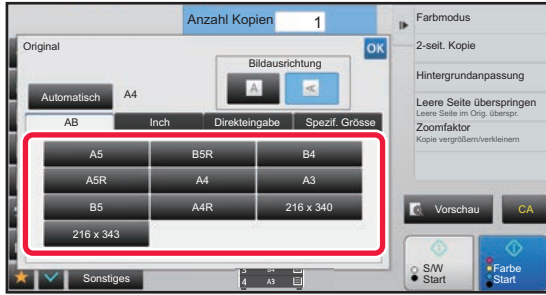 Anzahl Kopien 1
Original
OK
Bildausrichtung
A A
Automatisch A4
AB Inch Direkteingabe Spezif. Grösse
A5 B5R B4
A5R A4 A3
B5 A4R 216 x 340
216 x 343
Sonstiges
4 A3
Farbmodus
2-seit. Kopie
Hintergrundanpassung
Leere Seite überspringen
Leere Seite im Orig. überspr.
Zoomfaktor
Kopie vergrößern/verkleinern
Vorschau CA
S/W
Start
Farbe
Start